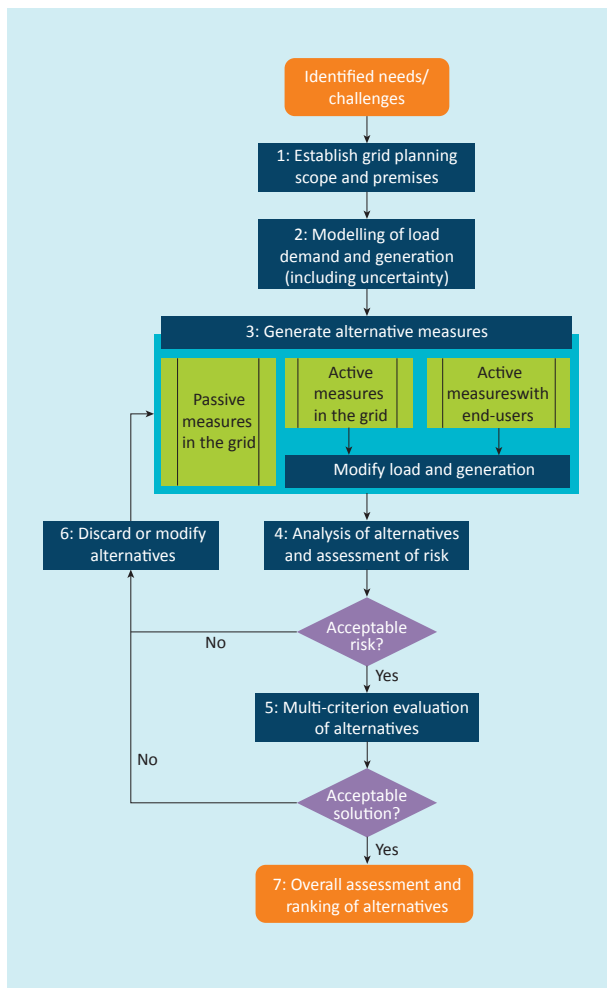 Identified needs/
challenges
1: Establish grid planning
scope and premises
2: Modelling of load
demand and generation
(including uncertainty)
3: Generate alternative measures
Passive
measures
in the grid
Active
measures
in the grid
Active
measureswith
end-users
Modify load and generation
6: Discard or modify
alternatives
4: Analysis of alternatives
and assessment of risk
Acceptable
risk?
No
Yes
5: Multi-criterion evaluation
of alternatives
No
Acceptable
solution?
Yes
7: Overall assessment and
ranking of alternatives